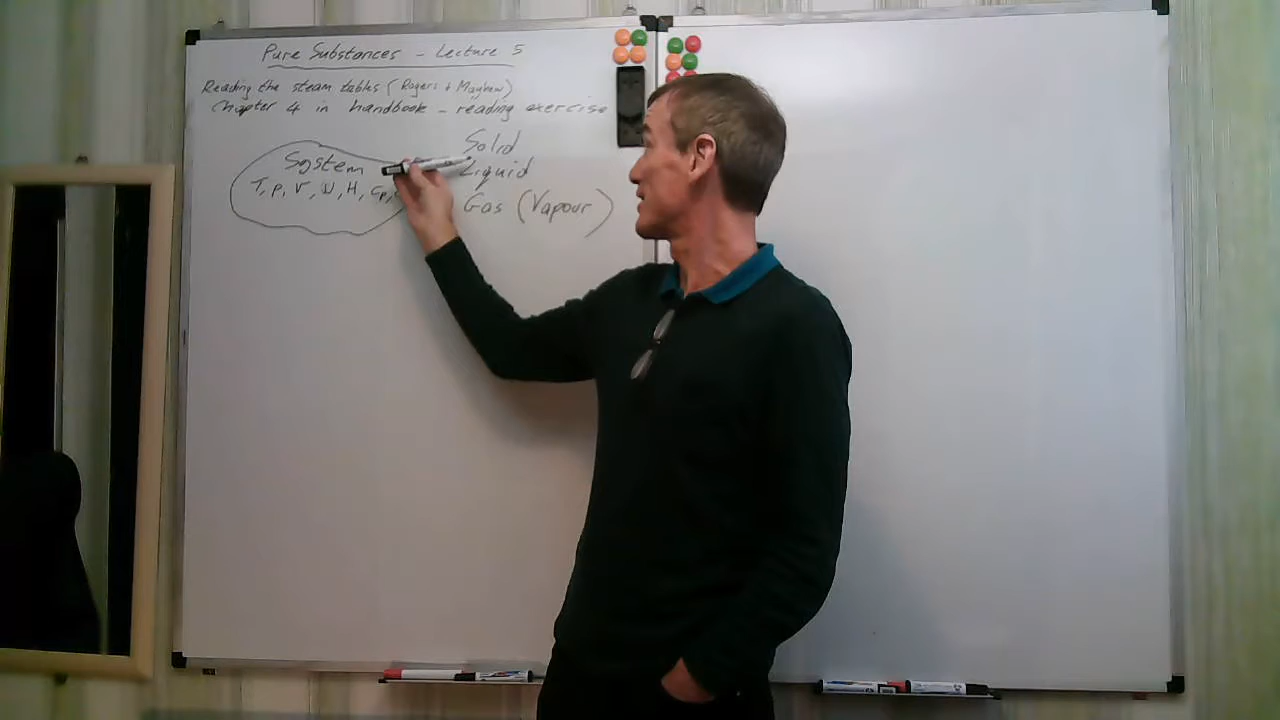 Pure Substances - Lecture 5
Reading the steam tables (Rogers + Mayhew)
Chapter 4 in handbook - reading exercise
System
T, P, V, U, H, Cp,
Solid
Liquid
Gas (Vapour)